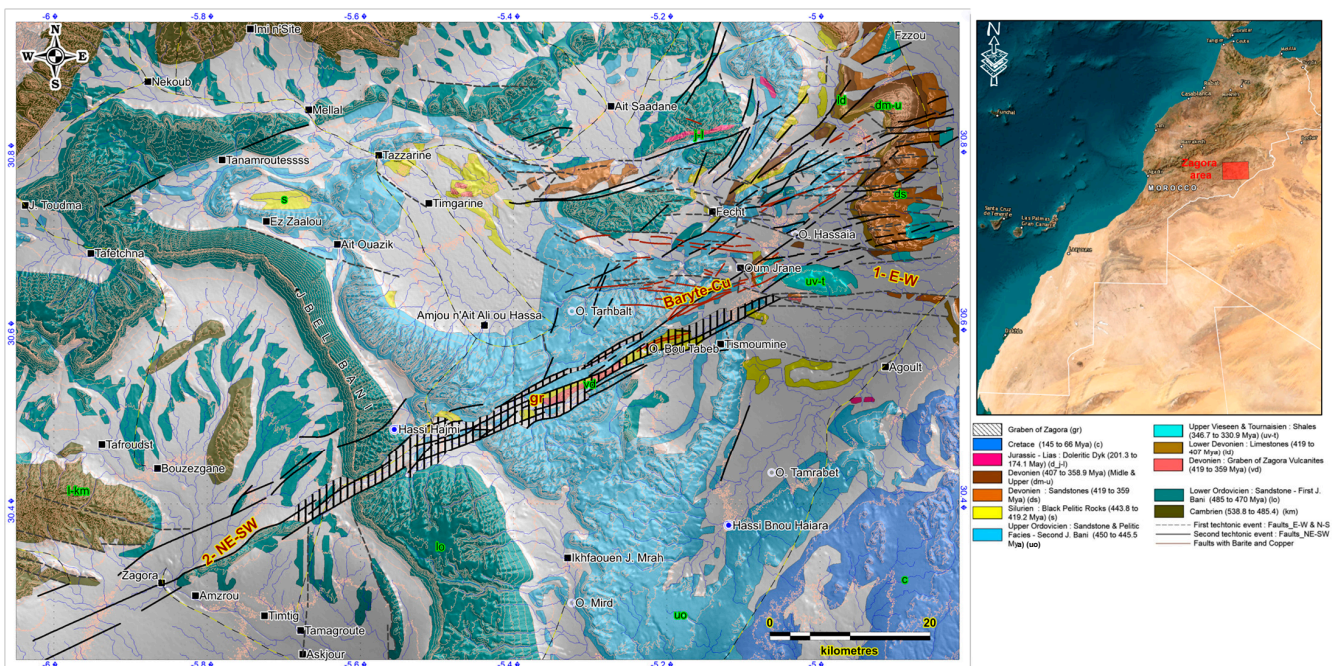 -6
-5.8
-5.6
-5.4
-5.2
-5
N
W
E
S
Imi n'Site
Fzzou
Nekoub
Mellal
Ait Saadane
ld
dm-u
30.8
30.8
Tanamroutessss
Tazzarine
J. Toudma
s
Timgarine
Ez Zaalou
Fecht
ds
O. Hassaia
Tafetchna
Ait Ouazik
Oum Jrane
1- E-W
uv-t
Baryte-Cu
JBEL BANI
Amjou n'Ait Ali ou Hassa
O. Tarhbalt
30.6
30.6
O. Bou Tabeb
Tismoumine
Agoult
vd
gr
Hassi Hajmi
Tafroudst
Bouzezgane
O. Tamrabet
l-km
30.4
30.4
Hassi Bnou Haiara
2- NE-SW
lo
Ikhfaouen J. Mrah
Zagora
Amzrou
O. Mird
c
Timtig
uo
Tamagroute
Askjour
0
20
kilometres
-6
-5.8
-5.6
-5.4
-5.2
-5
N
Casablanca
Zagora
area
MOROCCO
Graben of Zagora (gr)
Cretace (145 to 66 Mya) (c)
Jurassic - Lias : Doleritic Dyk (201.3 to
174.1 May) (d_j-l)
Devonien (407 to 358.9 Mya) (Midle &
Upper (dm-u)
Devonien : Sandstones (419 to 359
Mya) (ds)
Silurien : Black Pelitic Rocks (443.8 to
419.2 Mya) (s)
Upper Ordovicien : Sandstone & Pelitic
Facies - Second J. Bani (450 to 445.5
Mya) (uo)
Upper Vieseen & Tournaisien : Shales
(346.7 to 330.9 Mya) (uv-t)
Lower Devonien : Limestones (419 to
407 Mya) (ld)
Devonien : Graben of Zagora Vulcanites
(419 to 359 Mya) (vd)
Lower Ordovicien : Sandstone - First J.
Bani (485 to 470 Mya) (lo)
Cambrien (538.8 to 485.4) (km)
First techtonic event : Faults_E-W & N-S
Second techtonic event : Faults_NE-SW
Faults with Barite and Copper